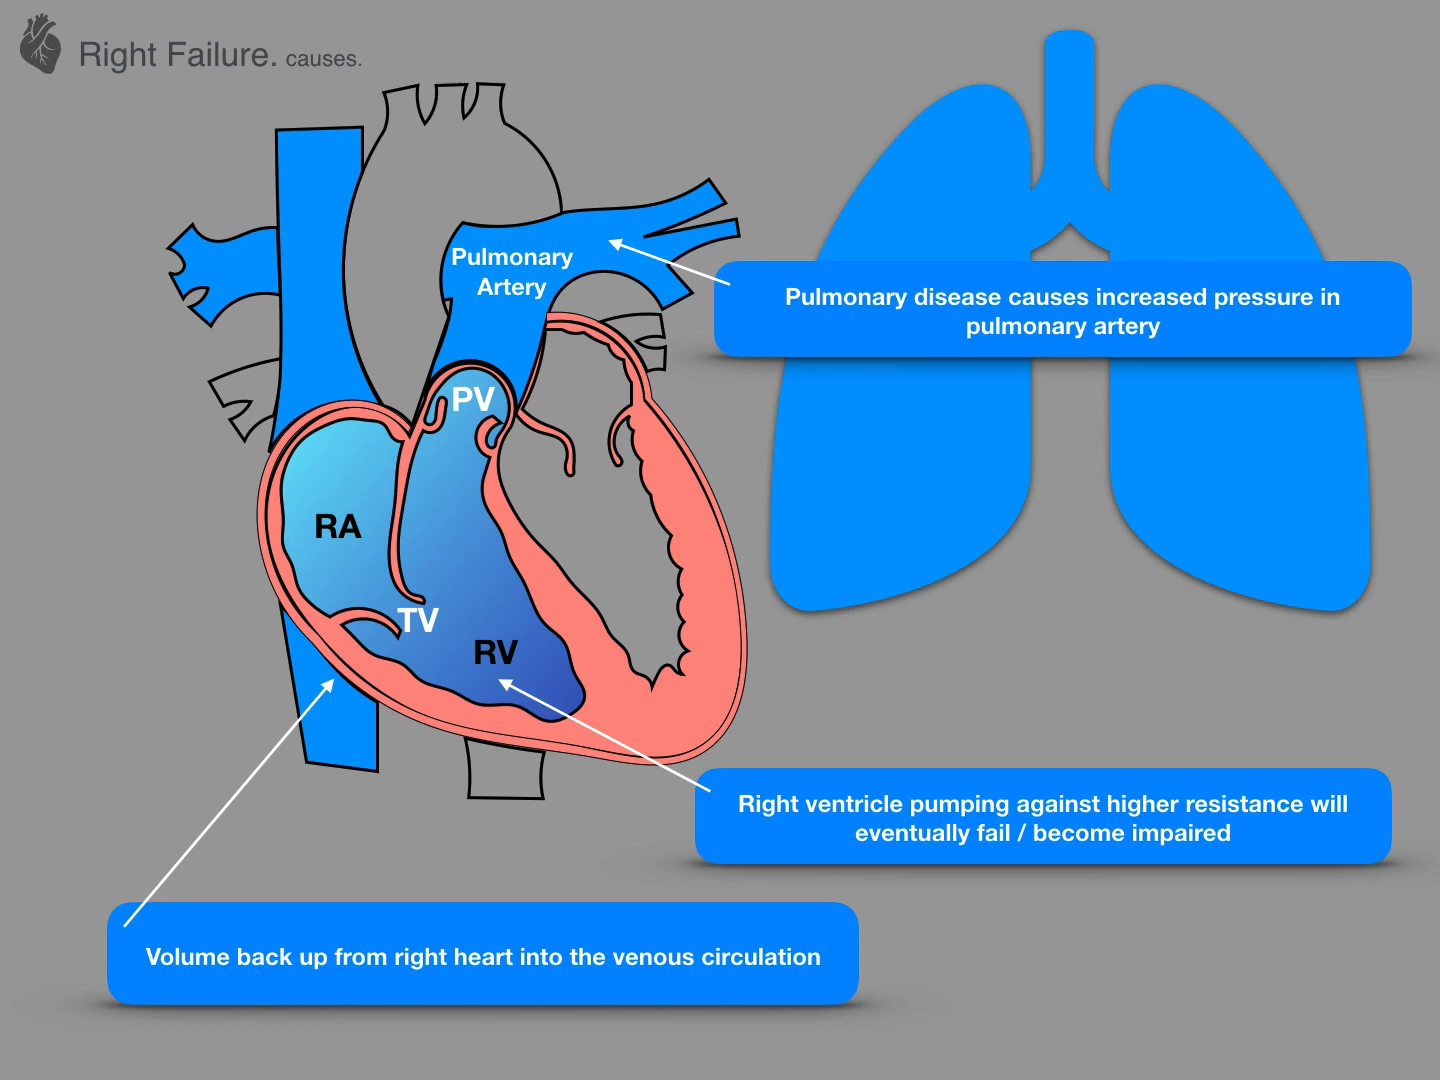 Right Failure. causes.
Pulmonary
Artery
Pulmonary disease causes increased pressure in
pulmonary artery
PV
RA
TV
RV
Right ventricle pumping against higher resistance will
eventually fail / become impaired
Volume back up from right heart into the venous circulation